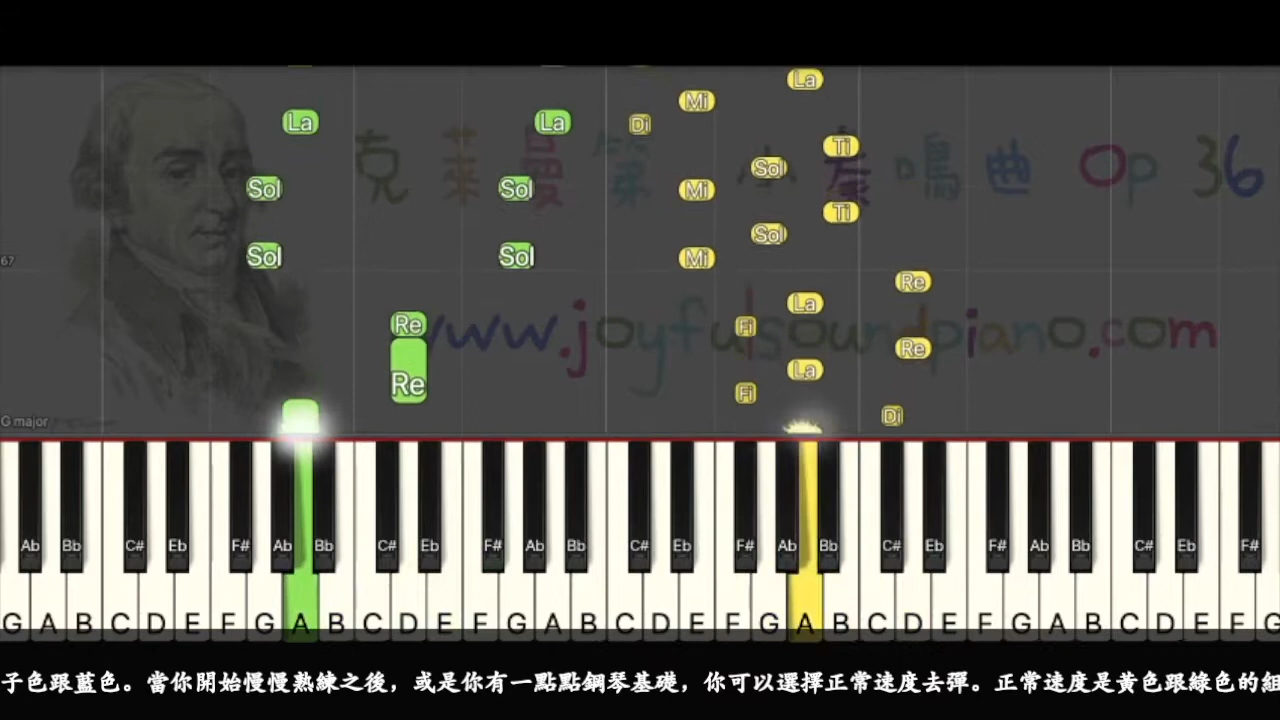 La
La
Di
Mi
La
克萊曼第 小奏鳴曲 Op 36
Sol
Sol
Mi
Sol
Ti
Ti
Sol
Sol
Sol
Mi
67
La
Re
Re
Fi
www.joyfulsoundpiano.com
Re
La
Re
Fi
Di
G major
Ab Bb C# Eb F# Ab Bb C# Eb F# Ab Bb C# Eb F# Ab Bb C# Eb F# Ab Bb C# Eb F#
G A B C D E F G A B C D E F G A B C D E F G A B C D E F G A B C D E F G
子色跟藍色。當你開始慢慢熟練之後，或是你有一點點鋼琴基礎，你可以選擇正常速度去彈。正常速度是黃色跟綠色的組